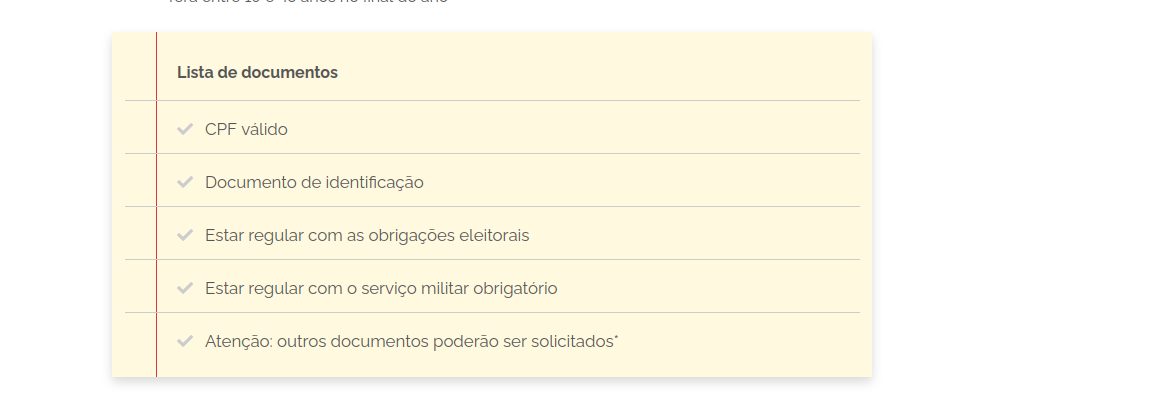 Lista de documentos
CPF válido
Documento de identificação
Estar regular com as obrigações eleitorais
Estar regular com o serviço militar obrigatório
Atenção: outros documentos poderão ser solicitados*